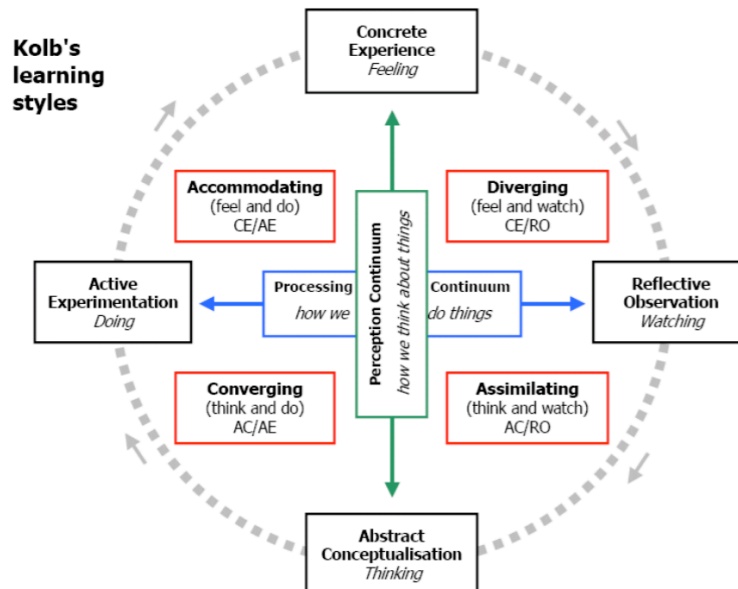 Kolb's
learning
styles
Concrete
Experience
Feeling
Accommodating
(feel and do)
CE/AE
Diverging
(feel and watch)
CE/RO
Active
Experimentation
Doing
Processing Continuum
how we do things
Perception Continuum
how we think about things
Reflective
Observation
Watching
Converging
(think and do)
AC/AE
Assimilating
(think and watch)
AC/RO
Abstract
Conceptualisation
Thinking